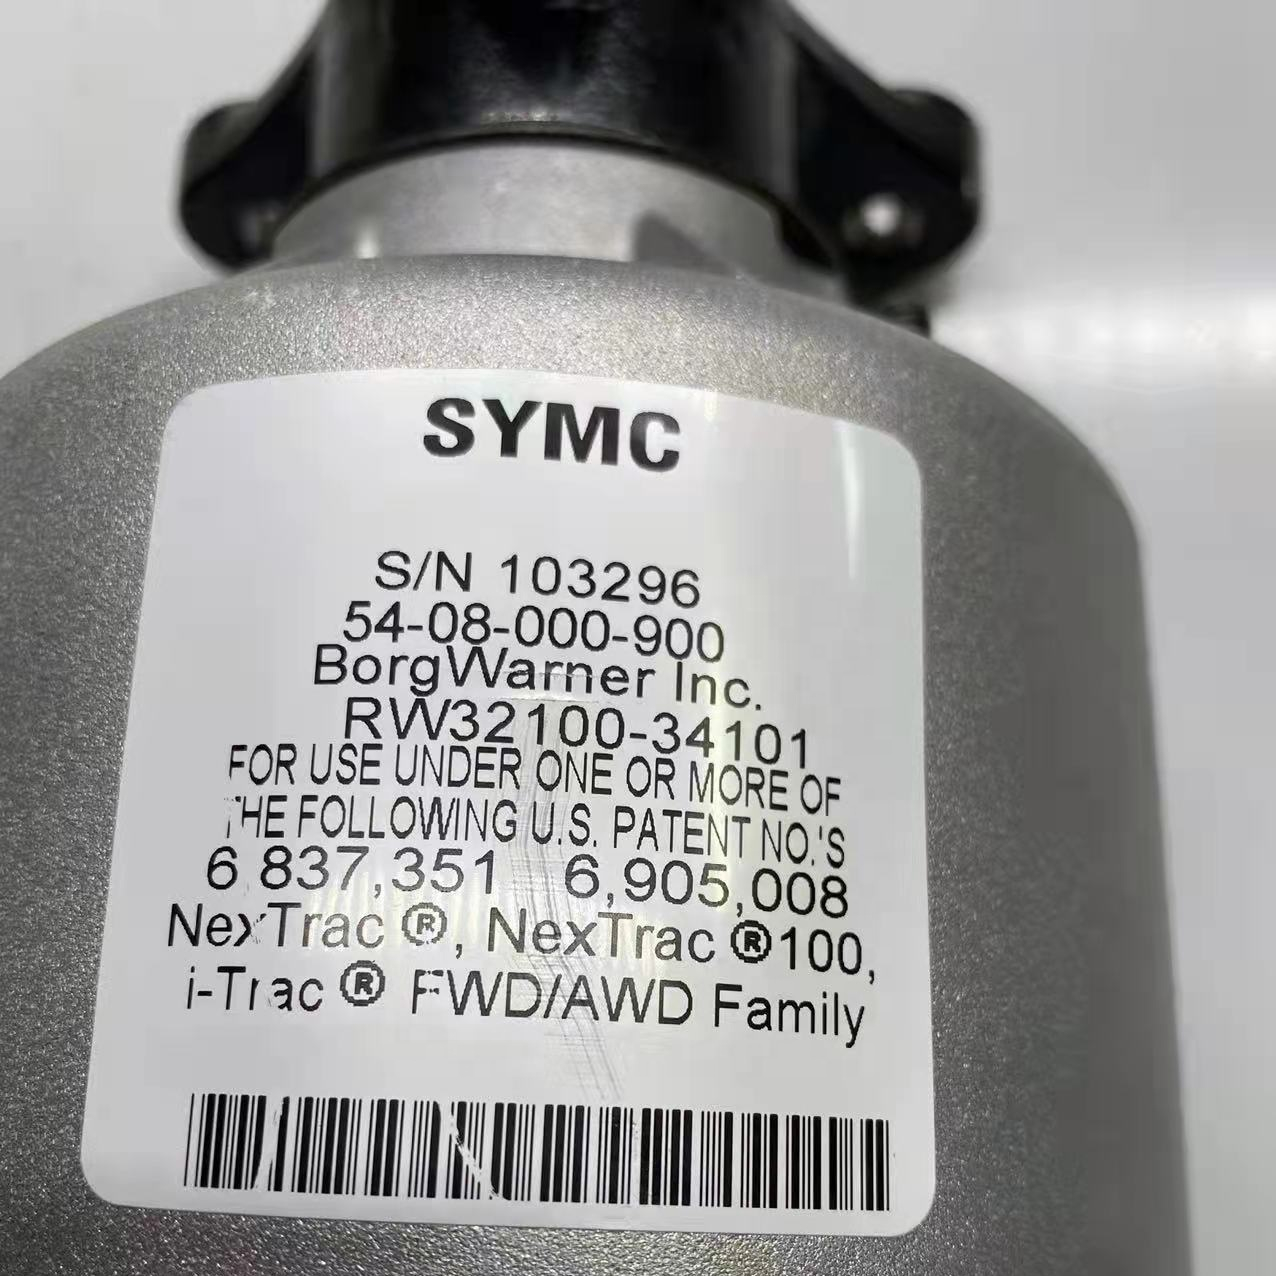 SYMC
S/N 103296
54-08-000-900
BorgWarner Inc.
RW32100-34101
FOR USE UNDER ONE OR MORE OF
THE FOLLOWING U.S. PATENT NO.'S
6 837,351 6,905,008
NexTrac ®, NexTrac ®100,
i-Trac ® FWD/AWD Family